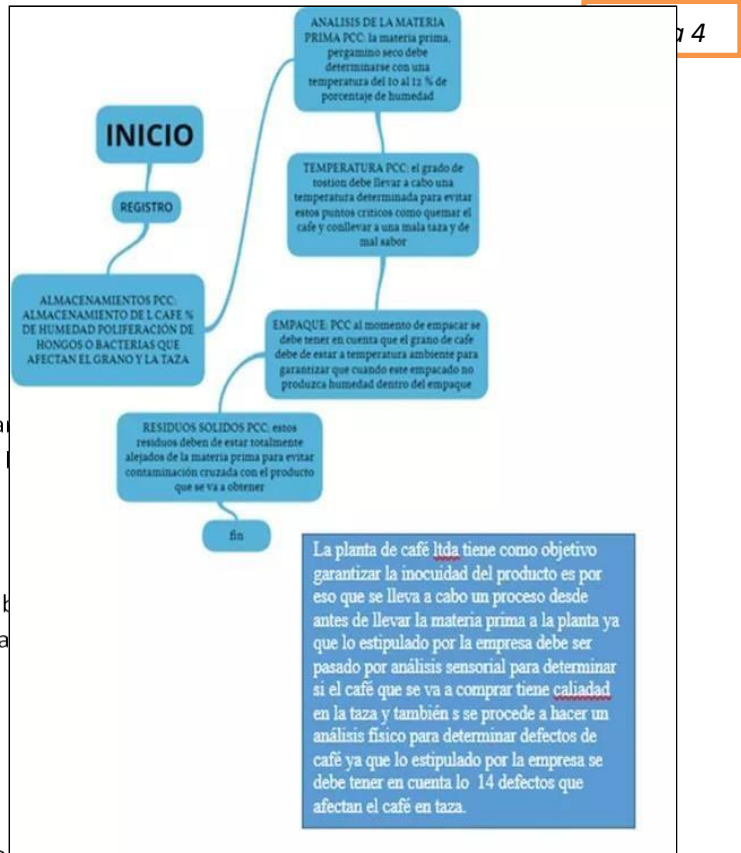 a 4
INICIO
REGISTRO
ALMACENAMIENTOS PCC:
ALMACENAMIENTO DE L CAFE %
DE HUMEDAD POLIFERACIÓN DE
HONGOS O BACTERIAS QUE
AFECTAN EL GRANO Y LA TAZA
ANALISIS DE LA MATERIA
PRIMA PCC: la materia prima,
pergamino seco debe
determinarse con una
temperatura del 10 al 12 % de
porcentaje de humedad
TEMPERATURA PCC: el grado de
tostion debe llevar a cabo una
temperatura determinada para evitar
estos puntos criticos como quemar el
cafe y conllevar a una mala taza y de
mal sabor
EMPAQUE: PCC al momento de empacar se
debe tener en cuenta que el grano de cafe
debe de estar a temperatura ambiente para
garantizar que cuando este empacado no
produzca humedad dentro del empaque
RESIDUOS SOLIDOS PCC: estos
residuos deben de estar totalmente
alejados de la materia prima para evitar
contaminación cruzada con el producto
que se va a obtener
fin
La planta de café ltda tiene como objetivo
garantizar la inocuidad del producto es por
eso que se lleva a cabo un proceso desde
antes de llevar la materia prima a la planta ya
que lo estipulado por la empresa debe ser
pasado por análisis sensorial para determinar
si el café que se va a comprar tiene caliadad
en la taza y también s se procede a hacer un
análisis físico para determinar defectos de
café ya que lo estipulado por la empresa se
debe tener en cuenta lo 14 defectos que
afectan el café en taza.